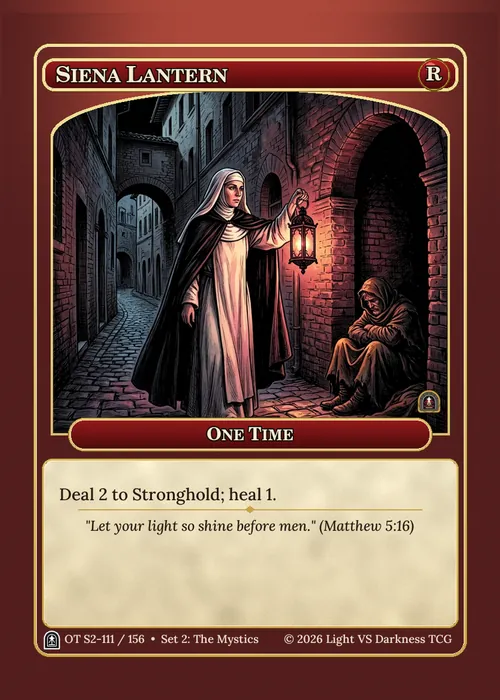 Siena Lantern
R
One Time
Deal 2 to Stronghold; heal 1.
"Let your light so shine before men." (Matthew 5:16)
OT S2-111 / 156 • Set 2: The Mystics © 2026 Light VS Darkness TCG